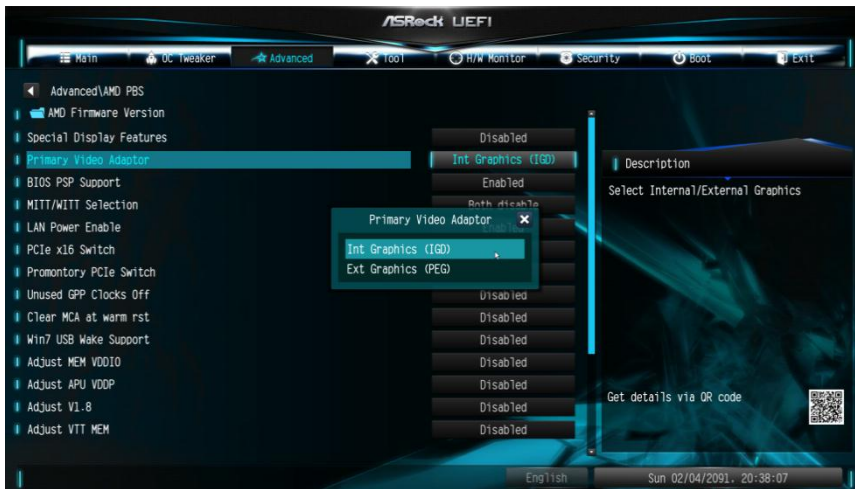 ASRock UEFI
Main
OC Tweaker
Advanced
Tool
H/W Monitor
Security
Boot
Exit
Advanced\AMD PBS
AMD Firmware Version
Special Display Features Disabled
Primary Video Adaptor Int Graphics (IGD)
BIOS PSP Support Enabled
MITT/WITT Selection Both disable
LAN Power Enable Enabled
PCIe x16 Switch
Promontory PCIe Switch
Unused GPP Clocks Off Disabled
Clear MCA at warm rst Disabled
Win7 USB Wake Support Disabled
Adjust MEM VDDIO Disabled
Adjust APU VDDP Disabled
Adjust V1.8 Disabled
Adjust VTT MEM Disabled
Primary Video Adaptor
Int Graphics (IGD)
Ext Graphics (PEG)
Description
Select Internal/External Graphics
Get details via QR code
English
Sun 02/04/2091. 20:38:07